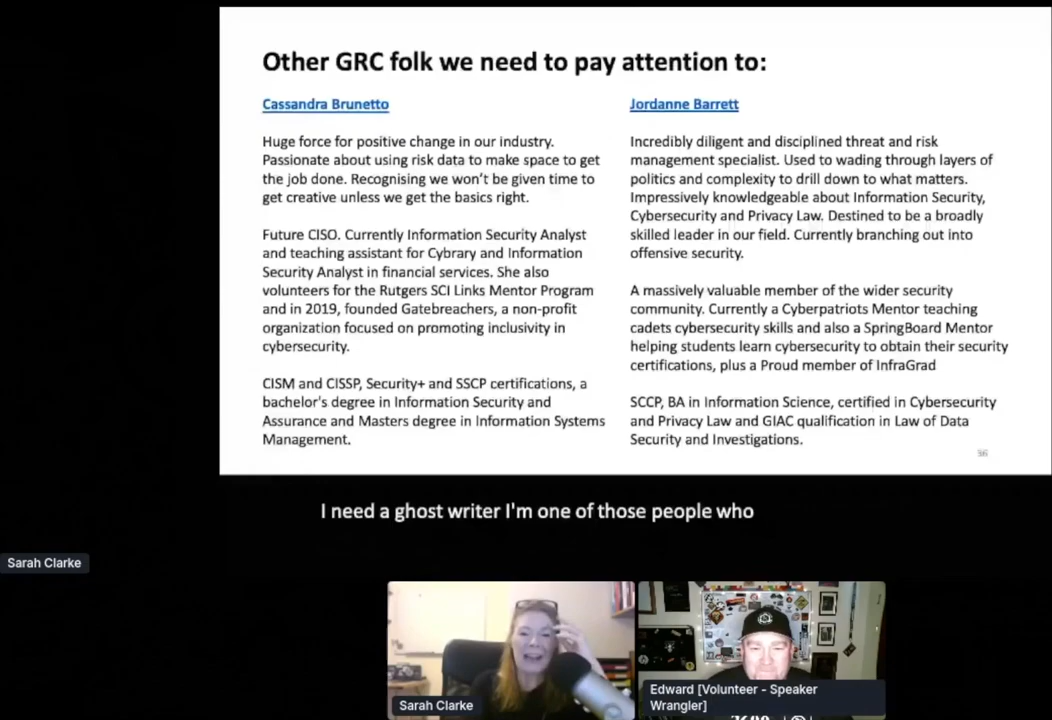 Other GRC folk we need to pay attention to:
Cassandra Brunetto
Huge force for positive change in our industry.
Passionate about using risk data to make space to get
the job done. Recognising we won't be given time to
get creative unless we get the basics right.
Future CISO. Currently Information Security Analyst
and teaching assistant for Cybrary and Information
Security Analyst in financial services. She also
volunteers for the Rutgers SCI Links Mentor Program
and in 2019, founded Gatebreachers, a non-profit
organization focused on promoting inclusivity in
cybersecurity.
CISM and CISSP, Security+ and SSCP certifications, a
bachelor's degree in Information Security and
Assurance and Masters degree in Information Systems
Management.
Jordanne Barrett
Incredibly diligent and disciplined threat and risk
management specialist. Used to wading through layers of
politics and complexity to drill down to what matters.
Impressively knowledgeable about Information Security,
Cybersecurity and Privacy Law. Destined to be a broadly
skilled leader in our field. Currently branching out into
offensive security.
A massively valuable member of the wider security
community. Currently a Cyberpatriots Mentor teaching
cadets cybersecurity skills and also a SpringBoard Mentor
helping students learn cybersecurity to obtain their security
certifications, plus a Proud member of InfraGrad
SCCP, BA in Information Science, certified in Cybersecurity
and Privacy Law and GIAC qualification in Law of Data
Security and Investigations.
36
I need a ghost writer I'm one of those people who
Sarah Clarke
Sarah Clarke
Edward [Volunteer - Speaker
Wrangler]